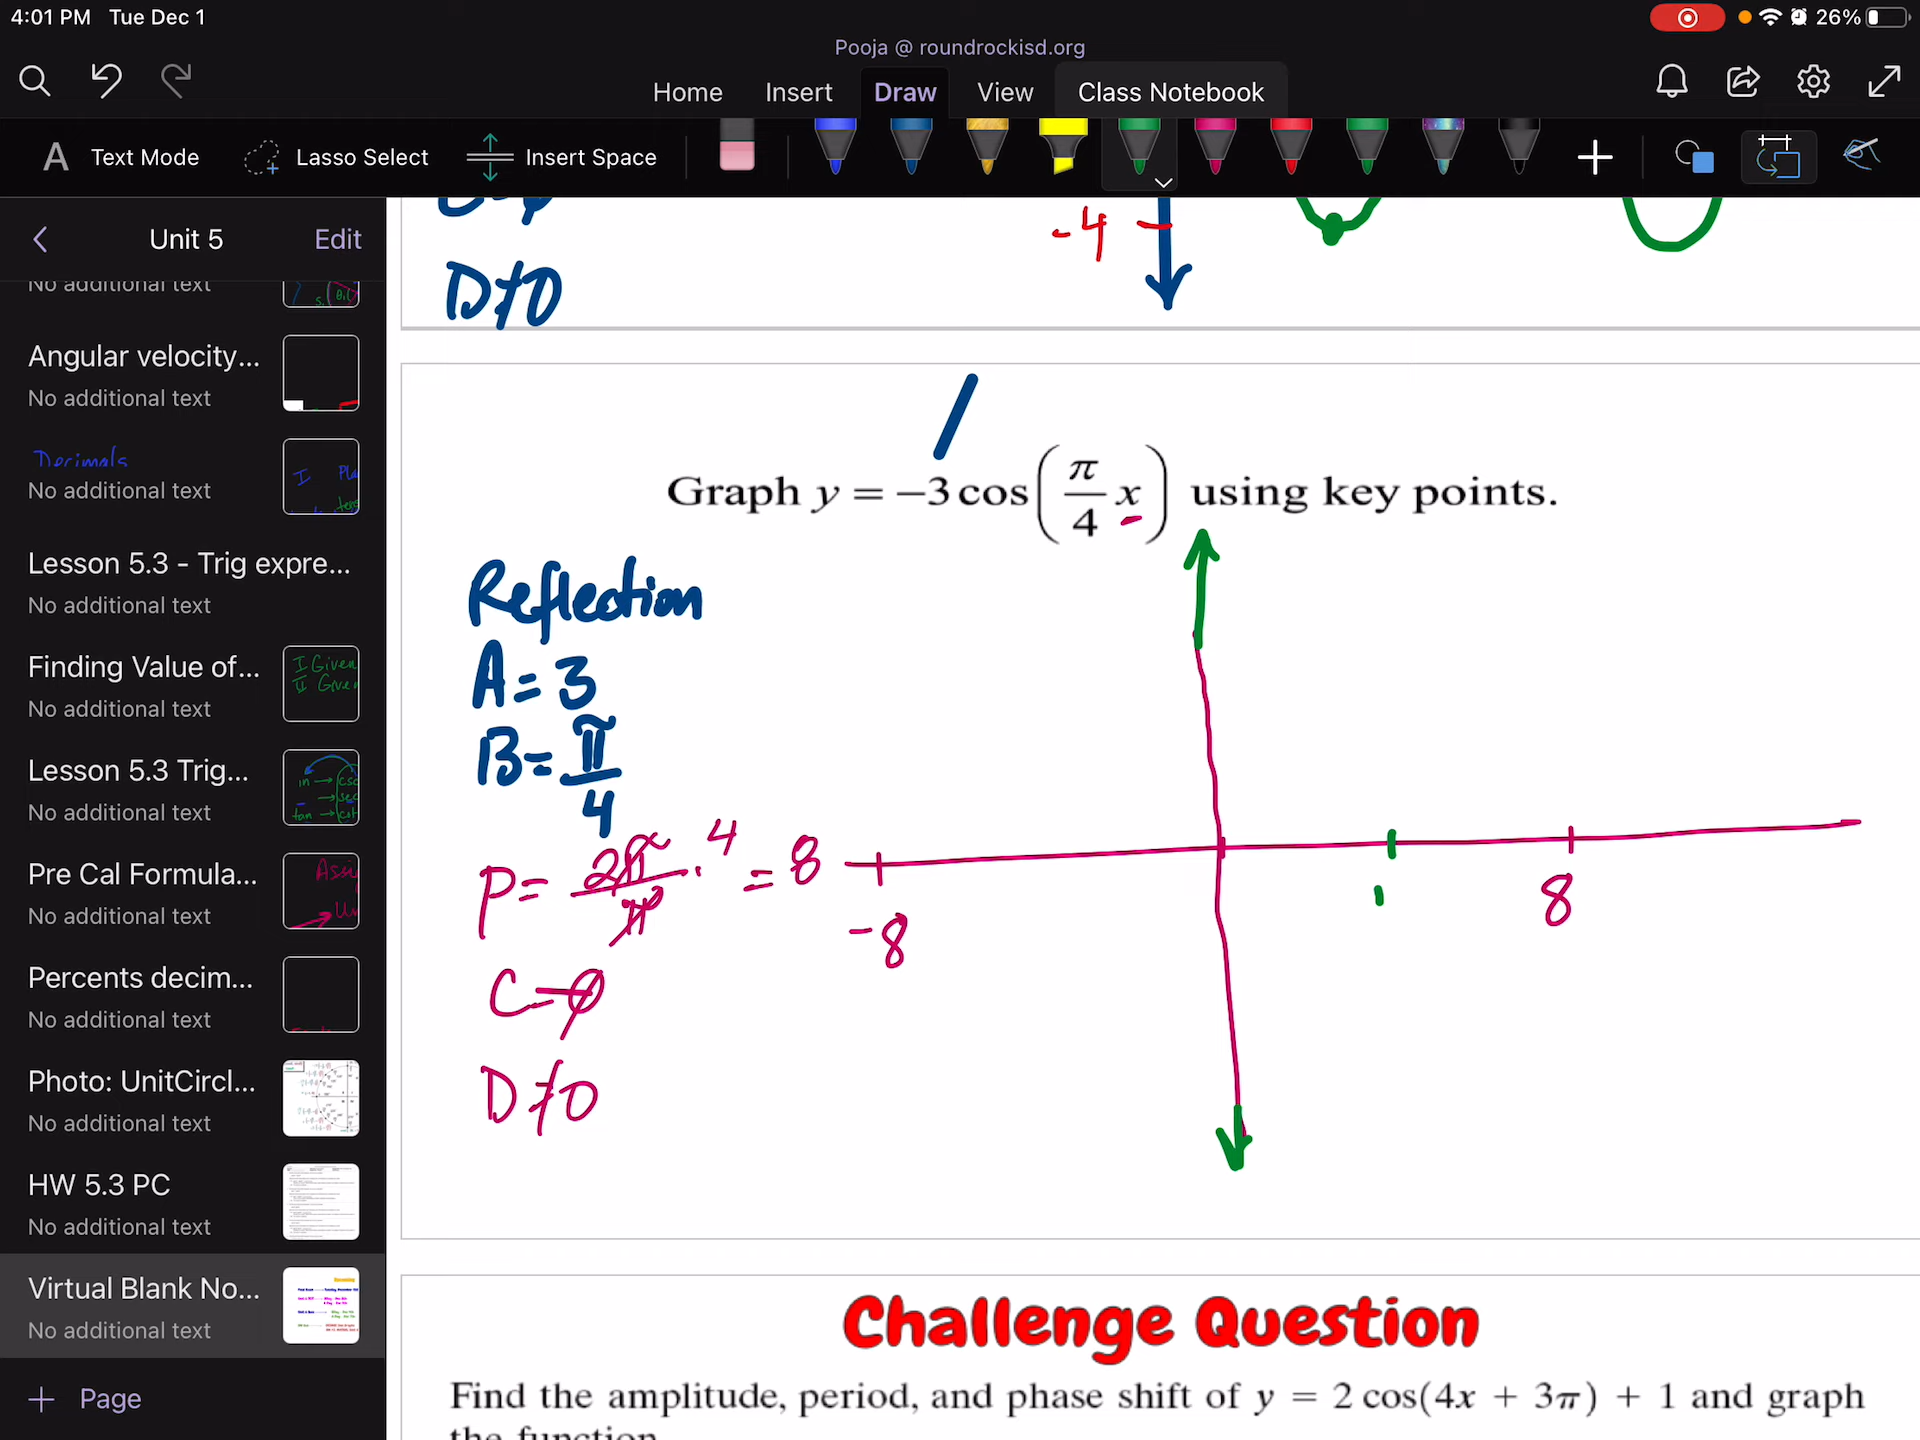 4:01 PM Tue Dec 1
26%
Pooja @ roundrockisd.org
Home Insert Draw View Class Notebook
Text Mode Lasso Select Insert Space
Unit 5 Edit
No additional text
Angular velocity...
No additional text
Decimals
No additional text
Lesson 5.3 - Trig expre...
No additional text
Finding Value of...
No additional text
Lesson 5.3 Trig...
No additional text
Pre Cal Formula...
No additional text
Percents decim...
No additional text
Photo: UnitCircl...
No additional text
HW 5.3 PC
No additional text
Virtual Blank No...
No additional text
+ Page
-4
D≠0
Graph y = −3 cos(π/4 x) using key points.
Reflection
A = 3
B = π/4
P = 2π/π · 4 = 8
C=0
D≠0
-8
8
Challenge Question
Find the amplitude, period, and phase shift of y = 2 cos(4x + 3π) + 1 and graph
the function